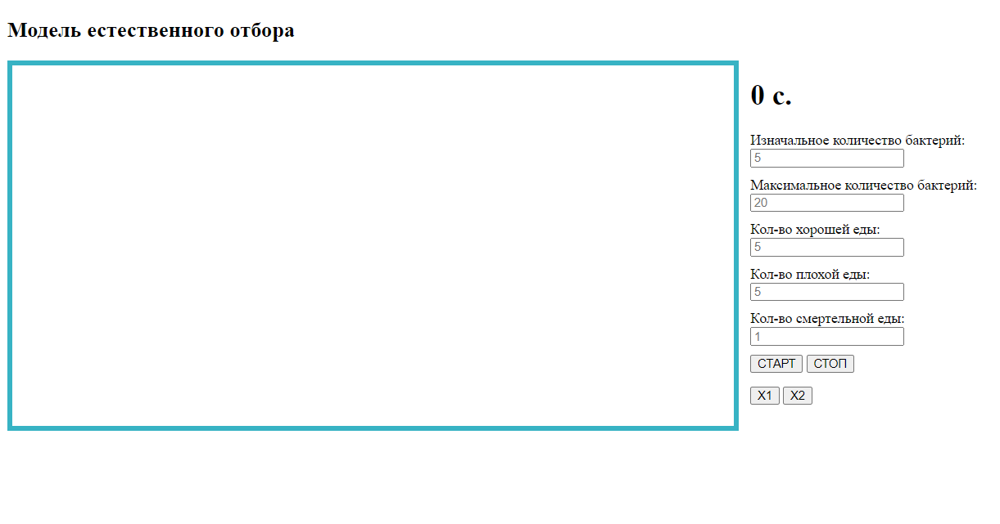 Модель естественного отбора
0 с.
Изначальное количество бактерий:
5
Максимальное количество бактерий:
20
Кол-во хорошей еды:
5
Кол-во плохой еды:
5
Кол-во смертельной еды:
1
СТАРТ СТОП
X1 X2